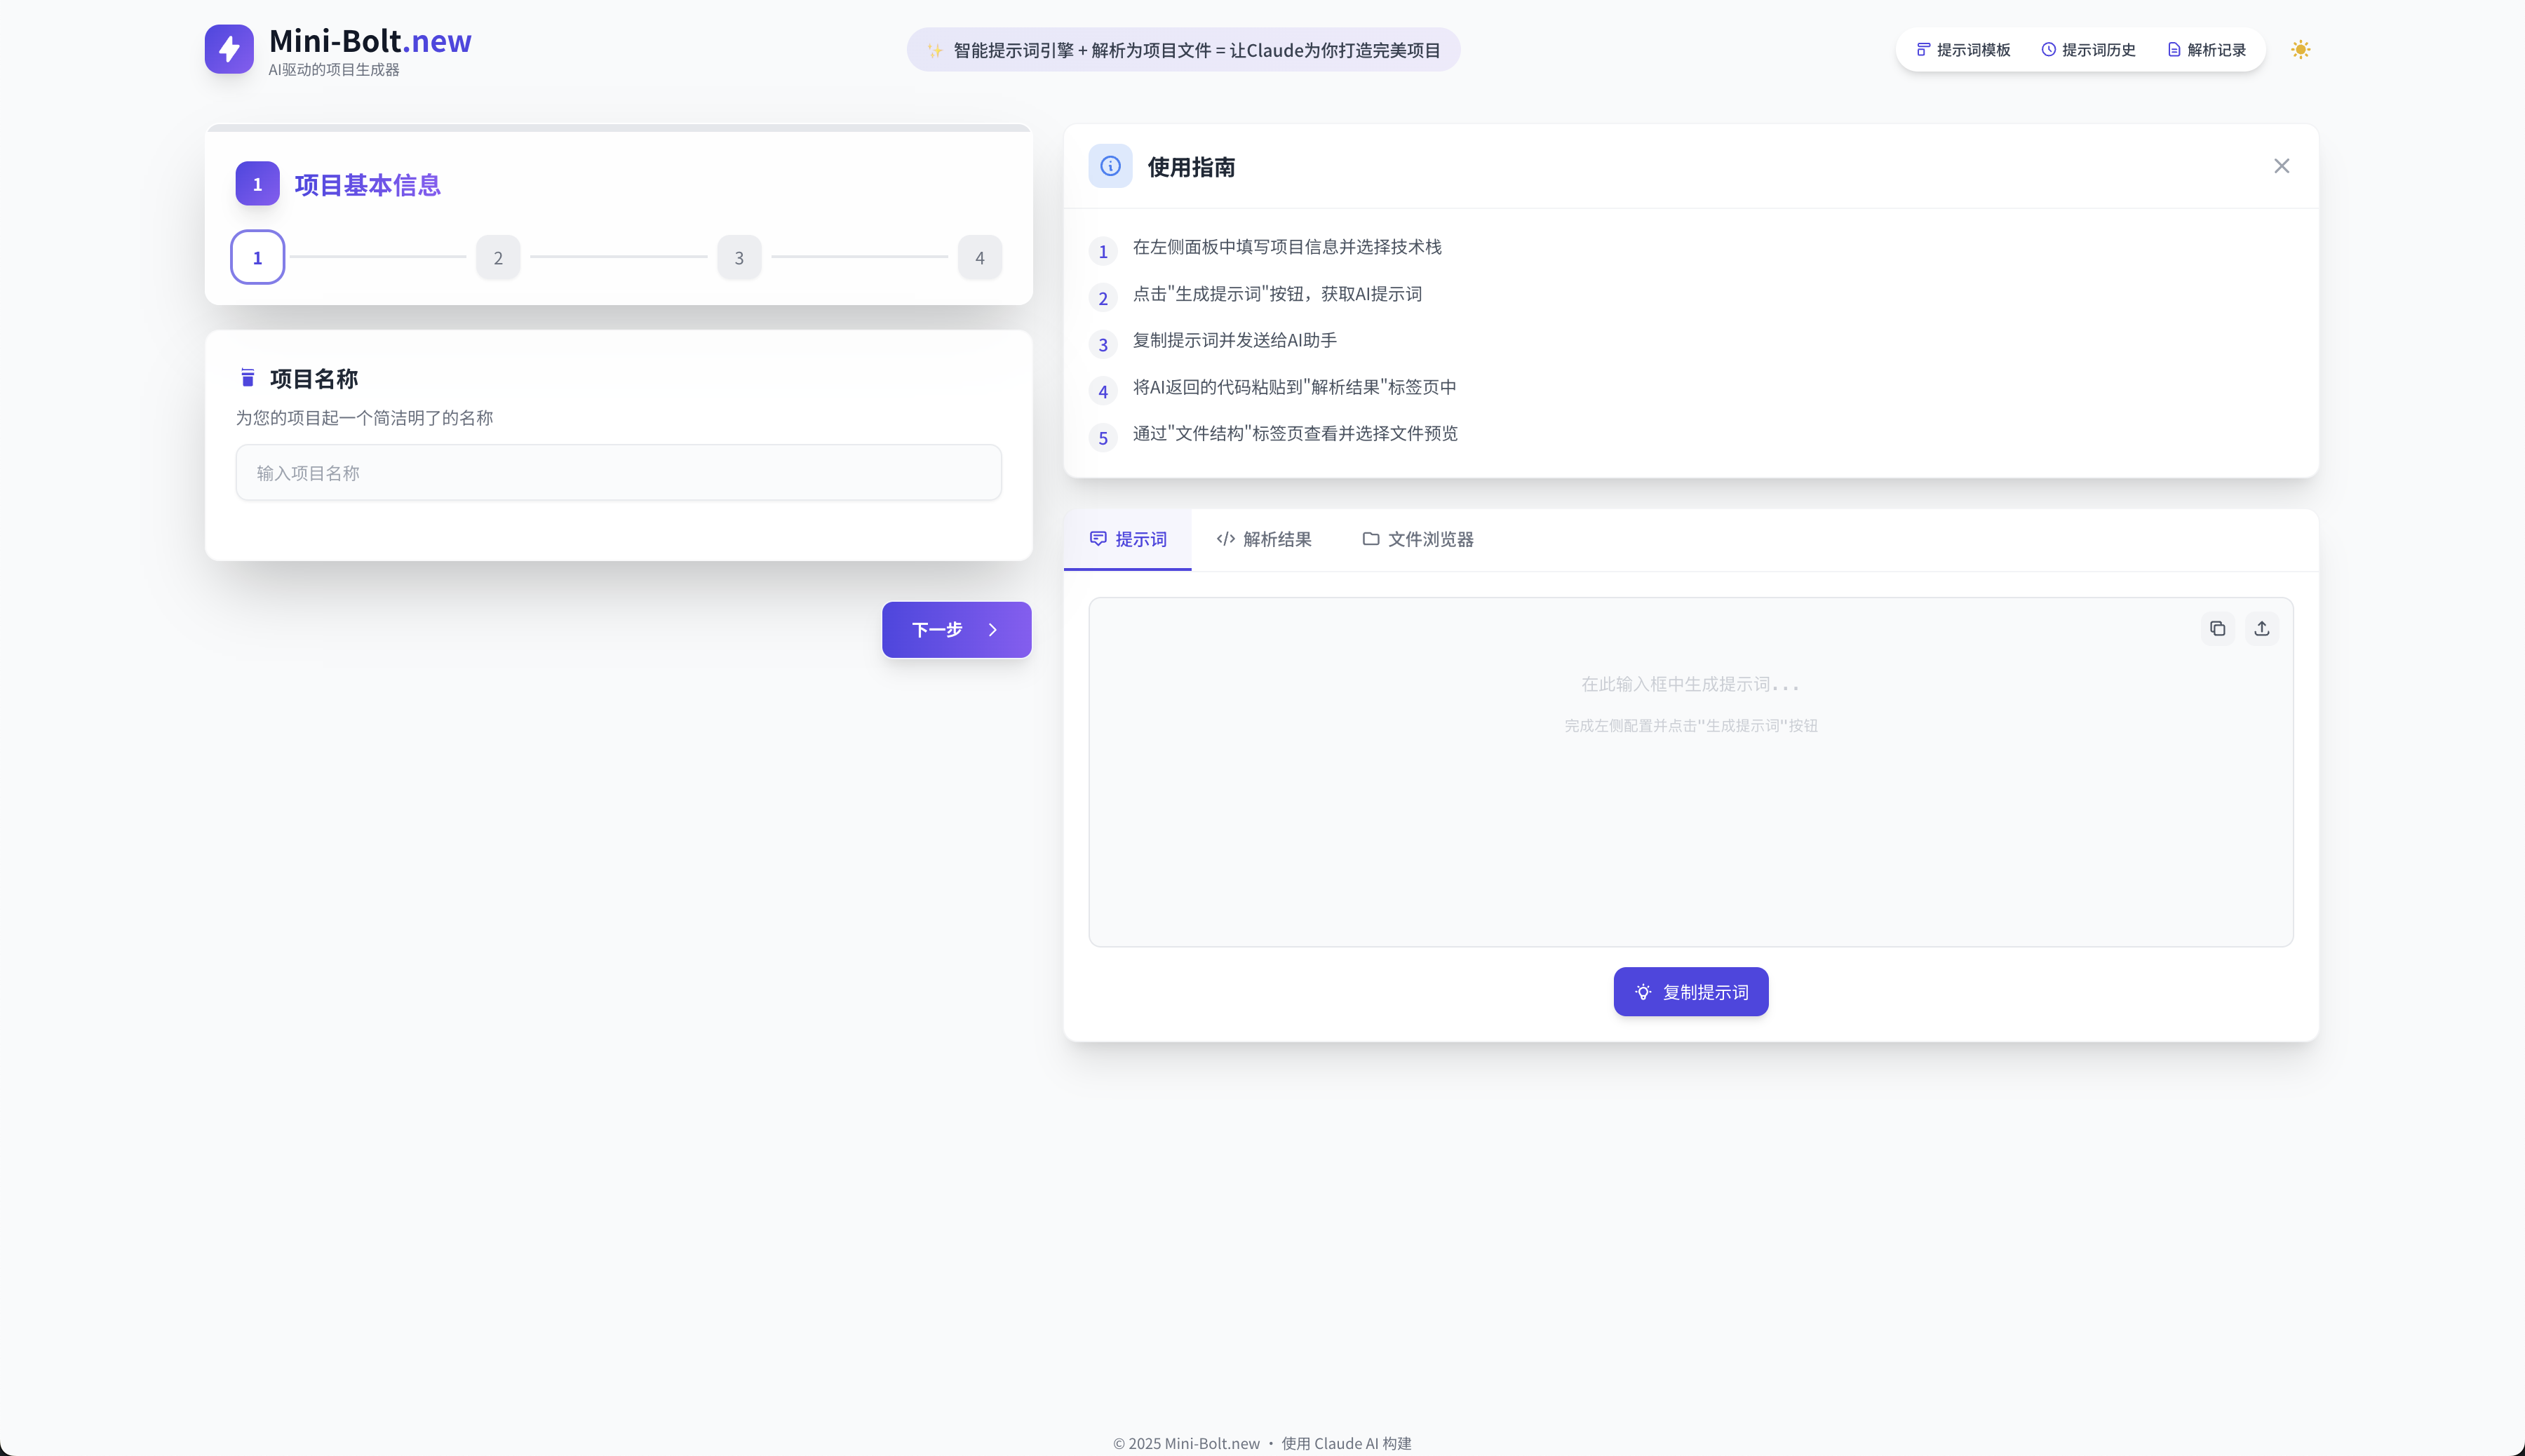 Mini-Bolt.new
AI驱动的项目生成器
✨ 智能提示词引擎 + 解析为项目文件 = 让Claude为你打造完美项目
提示词模板
提示词历史
解析记录
1
项目基本信息
1
2
3
4
项目名称
为您的项目起一个简洁明了的名称
输入项目名称
下一步
使用指南
1 在左侧面板中填写项目信息并选择技术栈
2 点击"生成提示词"按钮，获取AI提示词
3 复制提示词并发送给AI助手
4 将AI返回的代码粘贴到"解析结果"标签页中
5 通过"文件结构"标签页查看并选择文件预览
提示词
解析结果
文件浏览器
在此输入框中生成提示词...
完成左侧配置并点击"生成提示词"按钮
复制提示词
© 2025 Mini-Bolt.new • 使用 Claude AI 构建